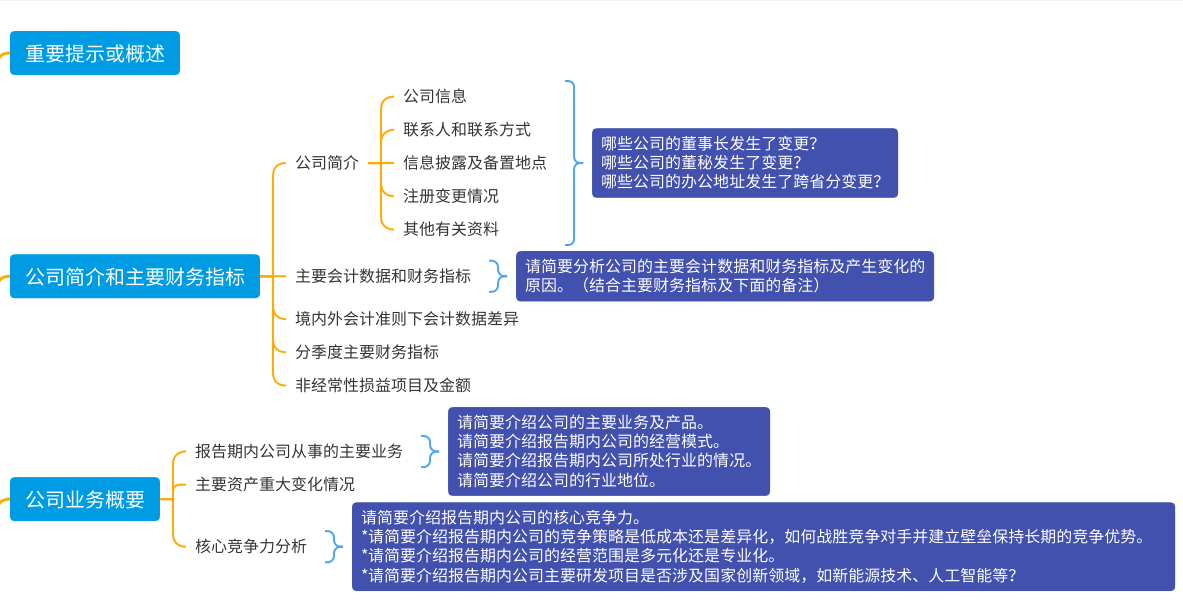 重要提示或概述
公司简介和主要财务指标
公司简介
公司信息
联系人和联系方式
信息披露及备置地点
注册变更情况
其他有关资料
哪些公司的董事长发生了变更？
哪些公司的董秘发生了变更？
哪些公司的办公地址发生了跨省分变更？
主要会计数据和财务指标
请简要分析公司的主要会计数据和财务指标及产生变化的
原因。（结合主要财务指标及下面的备注）
境内外会计准则下会计数据差异
分季度主要财务指标
非经常性损益项目及金额
公司业务概要
报告期内公司从事的主要业务
请简要介绍公司的主要业务及产品。
请简要介绍报告期内公司的经营模式。
请简要介绍报告期内公司所处行业的情况。
请简要介绍公司的行业地位。
主要资产重大变化情况
核心竞争力分析
请简要介绍报告期内公司的核心竞争力。
*请简要介绍报告期内公司的竞争策略是低成本还是差异化，如何战胜竞争对手并建立壁垒保持长期的竞争优势。
*请简要介绍报告期内公司的经营范围是多元化还是专业化。
*请简要介绍报告期内公司主要研发项目是否涉及国家创新领域，如新能源技术、人工智能等？